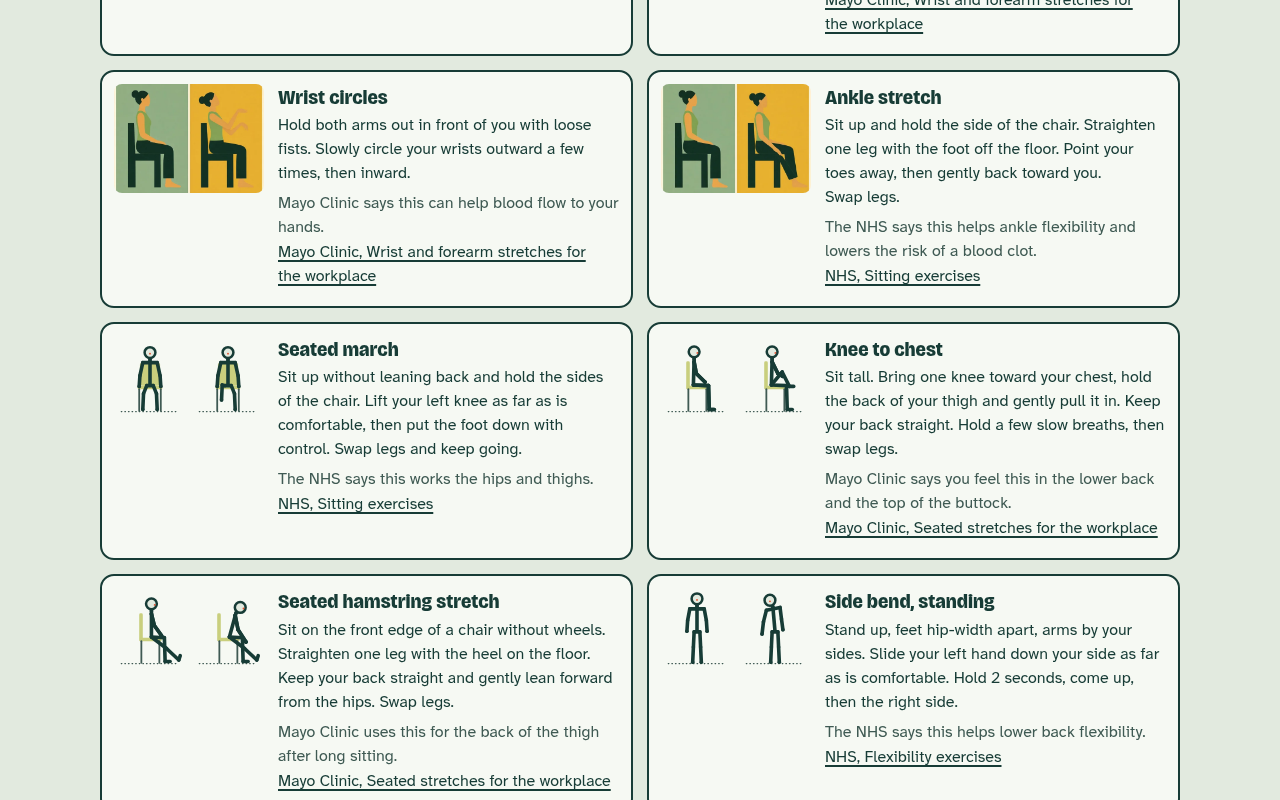 Mayo Clinic, Wrist and forearm stretches for
the workplace
Wrist circles
Hold both arms out in front of you with loose
fists. Slowly circle your wrists outward a few
times, then inward.
Mayo Clinic says this can help blood flow to your
hands.
Mayo Clinic, Wrist and forearm stretches for
the workplace
Ankle stretch
Sit up and hold the side of the chair. Straighten
one leg with the foot off the floor. Point your
toes away, then gently back toward you.
Swap legs.
The NHS says this helps ankle flexibility and
lowers the risk of a blood clot.
NHS, Sitting exercises
Seated march
Sit up without leaning back and hold the sides
of the chair. Lift your left knee as far as is
comfortable, then put the foot down with
control. Swap legs and keep going.
The NHS says this works the hips and thighs.
NHS, Sitting exercises
Knee to chest
Sit tall. Bring one knee toward your chest, hold
the back of your thigh and gently pull it in. Keep
your back straight. Hold a few slow breaths, then
swap legs.
Mayo Clinic says you feel this in the lower back
and the top of the buttock.
Mayo Clinic, Seated stretches for the workplace
Seated hamstring stretch
Sit on the front edge of a chair without wheels.
Straighten one leg with the heel on the floor.
Keep your back straight and gently lean forward
from the hips. Swap legs.
Mayo Clinic uses this for the back of the thigh
after long sitting.
Mayo Clinic, Seated stretches for the workplace
Side bend, standing
Stand up, feet hip-width apart, arms by your
sides. Slide your left hand down your side as far
as is comfortable. Hold 2 seconds, come up,
then the right side.
The NHS says this helps lower back flexibility.
NHS, Flexibility exercises